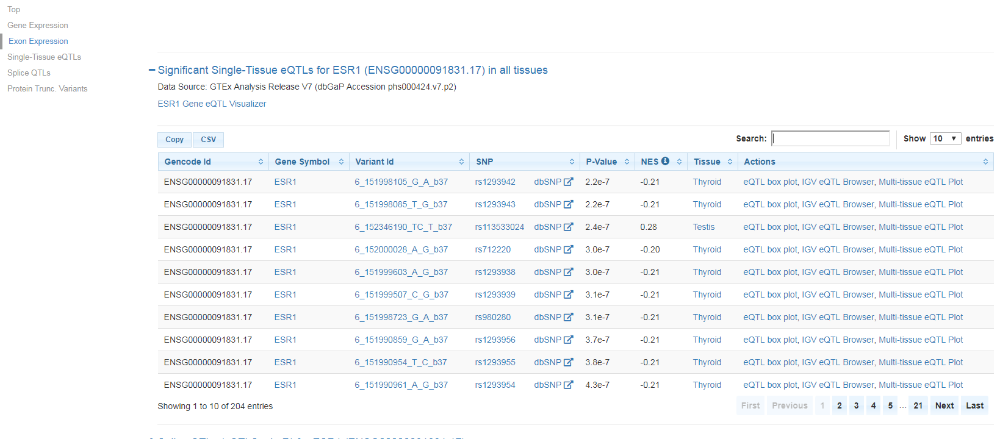 Top
Gene Expression
Exon Expression
Single-Tissue eQTLs
Splice QTLs
Protein Trunc. Variants
Significant Single-Tissue eQTLs for ESR1 (ENSG00000091831.17) in all tissues
Data Source: GTEx Analysis Release V7 (dbGaP Accession phs000424.v7.p2)
ESR1 Gene eQTL Visualizer
Copy CSV Search: Show 10 entries
Gencode Id Gene Symbol Variant Id SNP P-Value NES Tissue Actions
ENSG00000091831.17 ESR1 6_151998105_G_A_b37 rs1293942 dbSNP 2.2e-7 -0.21 Thyroid eQTL box plot, IGV eQTL Browser, Multi-tissue eQTL Plot
ENSG00000091831.17 ESR1 6_151998085_T_G_b37 rs1293943 dbSNP 2.2e-7 -0.21 Thyroid eQTL box plot, IGV eQTL Browser, Multi-tissue eQTL Plot
ENSG00000091831.17 ESR1 6_152346190_TC_T_b37 rs113533024 dbSNP 2.4e-7 0.28 Testis eQTL box plot, IGV eQTL Browser, Multi-tissue eQTL Plot
ENSG00000091831.17 ESR1 6_152000028_A_G_b37 rs712220 dbSNP 3.0e-7 -0.20 Thyroid eQTL box plot, IGV eQTL Browser, Multi-tissue eQTL Plot
ENSG00000091831.17 ESR1 6_151999603_A_G_b37 rs1293938 dbSNP 3.0e-7 -0.21 Thyroid eQTL box plot, IGV eQTL Browser, Multi-tissue eQTL Plot
ENSG00000091831.17 ESR1 6_151999507_C_G_b37 rs1293939 dbSNP 3.1e-7 -0.21 Thyroid eQTL box plot, IGV eQTL Browser, Multi-tissue eQTL Plot
ENSG00000091831.17 ESR1 6_151998723_G_A_b37 rs980280 dbSNP 3.1e-7 -0.21 Thyroid eQTL box plot, IGV eQTL Browser, Multi-tissue eQTL Plot
ENSG00000091831.17 ESR1 6_151990859_G_A_b37 rs1293956 dbSNP 3.7e-7 -0.21 Thyroid eQTL box plot, IGV eQTL Browser, Multi-tissue eQTL Plot
ENSG00000091831.17 ESR1 6_151990954_T_C_b37 rs1293955 dbSNP 3.8e-7 -0.21 Thyroid eQTL box plot, IGV eQTL Browser, Multi-tissue eQTL Plot
ENSG00000091831.17 ESR1 6_151990961_A_G_b37 rs1293954 dbSNP 4.3e-7 -0.21 Thyroid eQTL box plot, IGV eQTL Browser, Multi-tissue eQTL Plot
Showing 1 to 10 of 204 entries First Previous 1 2 3 4 5 ... 21 Next Last